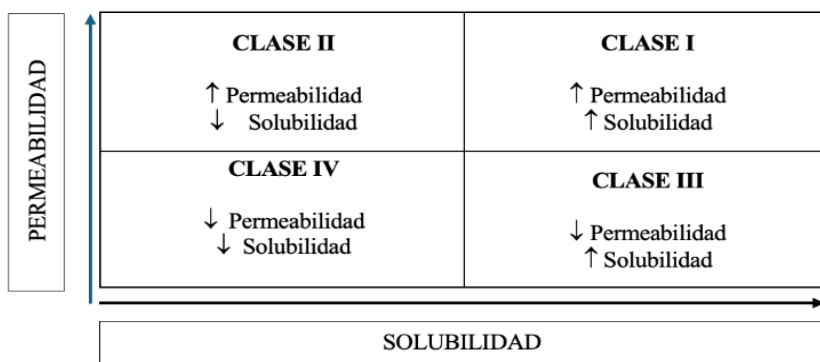 PERMEABILIDAD
CLASE II
↑ Permeabilidad
↓ Solubilidad
CLASE I
↑ Permeabilidad
↑ Solubilidad
CLASE IV
↓ Permeabilidad
↓ Solubilidad
CLASE III
↓ Permeabilidad
↑ Solubilidad
SOLUBILIDAD